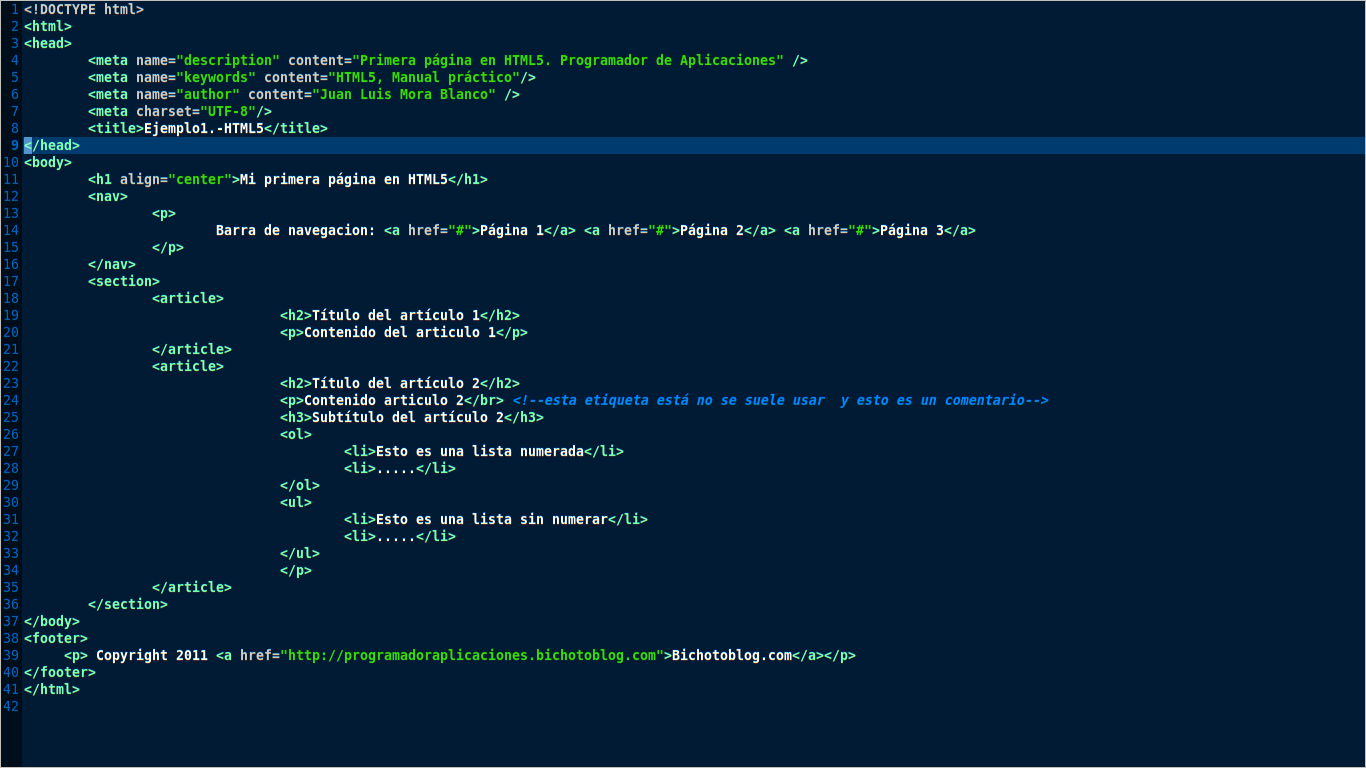 1 <!DOCTYPE html>
2 <html>
3 <head>
4 <meta name="description" content="Primera página en HTML5. Programador de Aplicaciones" />
5 <meta name="keywords" content="HTML5, Manual práctico"/>
6 <meta name="author" content="Juan Luis Mora Blanco" />
7 <meta charset="UTF-8"/>
8 <title>Ejemplo1.-HTML5</title>
9 </head>
10 <body>
11 <h1 align="center">Mi primera página en HTML5</h1>
12 <nav>
13 <p>
14 Barra de navegacion: <a href="#">Página 1</a> <a href="#">Página 2</a> <a href="#">Página 3</a>
15 </p>
16 </nav>
17 <section>
18 <article>
19 <h2>Título del artículo 1</h2>
20 <p>Contenido del articulo 1</p>
21 </article>
22 <article>
23 <h2>Título del artículo 2</h2>
24 <p>Contenido articulo 2</br> <!--esta etiqueta está no se suele usar  y esto es un comentario-->
25 <h3>Subtítulo del artículo 2</h3>
26 <ol>
27 <li>Esto es una lista numerada</li>
28 <li>.....</li>
29 </ol>
30 <ul>
31 <li>Esto es una lista sin numerar</li>
32 <li>.....</li>
33 </ul>
34 </p>
35 </article>
36 </section>
37 </body>
38 <footer>
39 <p> Copyright 2011 <a href="http://programadoraplicaciones.bichotoblog.com">Bichotoblog.com</a></p>
40 </footer>
41 </html>
42